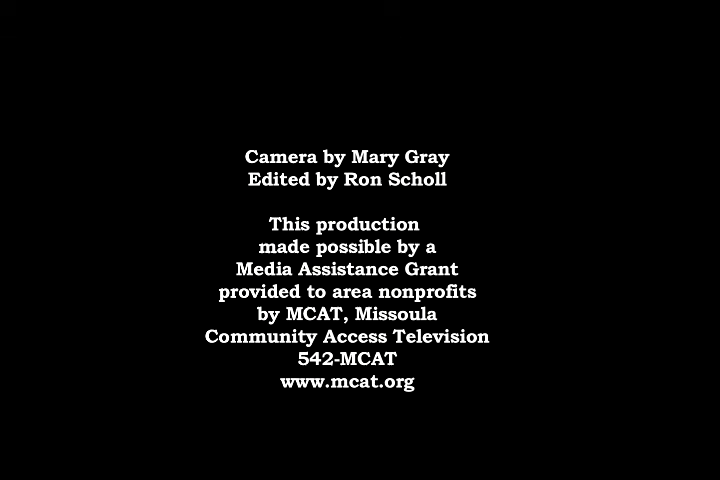 Camera by Mary Gray
Edited by Ron Scholl
This production
made possible by a
Media Assistance Grant
provided to area nonprofits
by MCAT, Missoula
Community Access Television
542-MCAT
www.mcat.org